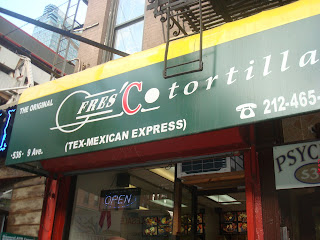 THE ORIGINAL
FRES'Co tortilla
(TEX-MEXICAN EXPRESS)
☎ 212-465-
·536· 9 Ave.
OPEN
PSYC